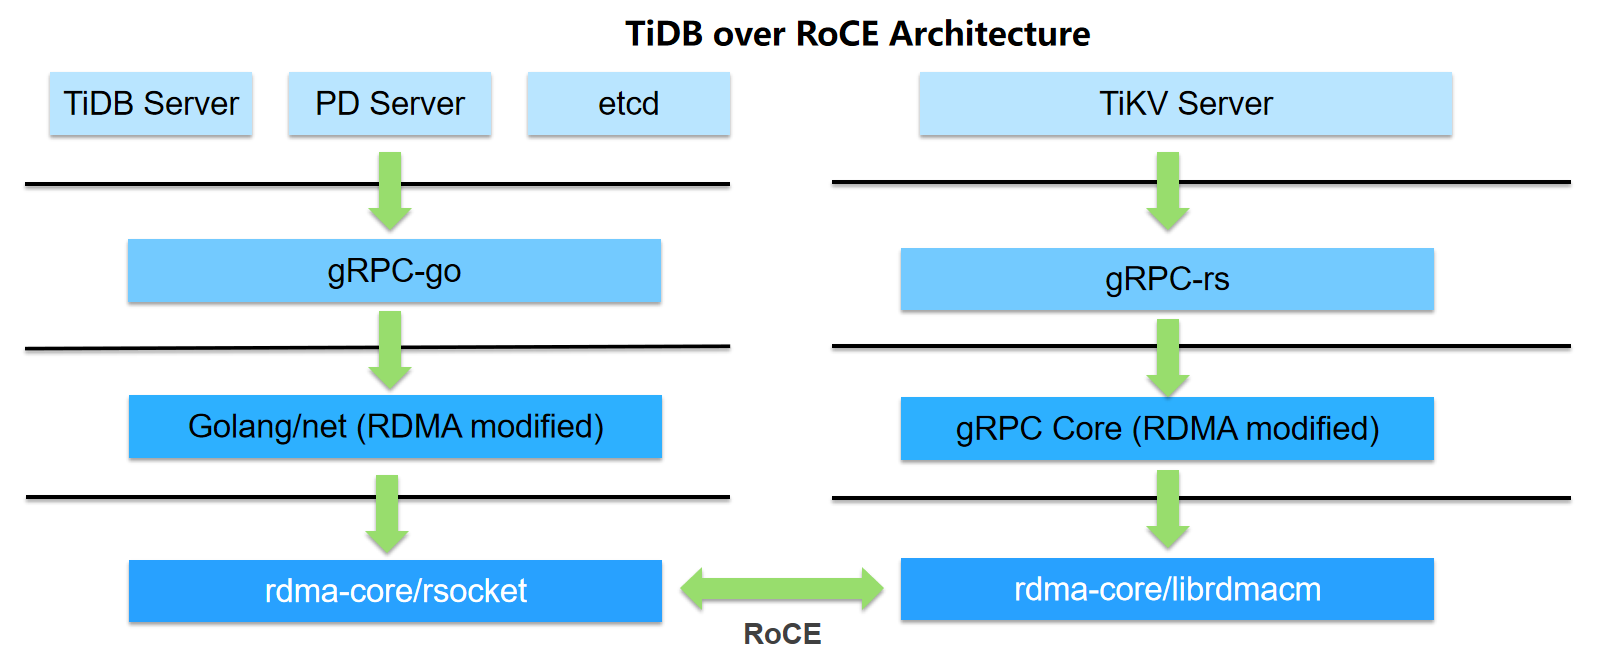 TiDB over RoCE Architecture
TiDB Server
PD Server
etcd
TiKV Server
gRPC-go
gRPC-rs
Golang/net (RDMA modified)
gRPC Core (RDMA modified)
rdma-core/rsocket
rdma-core/librdmacm
RoCE